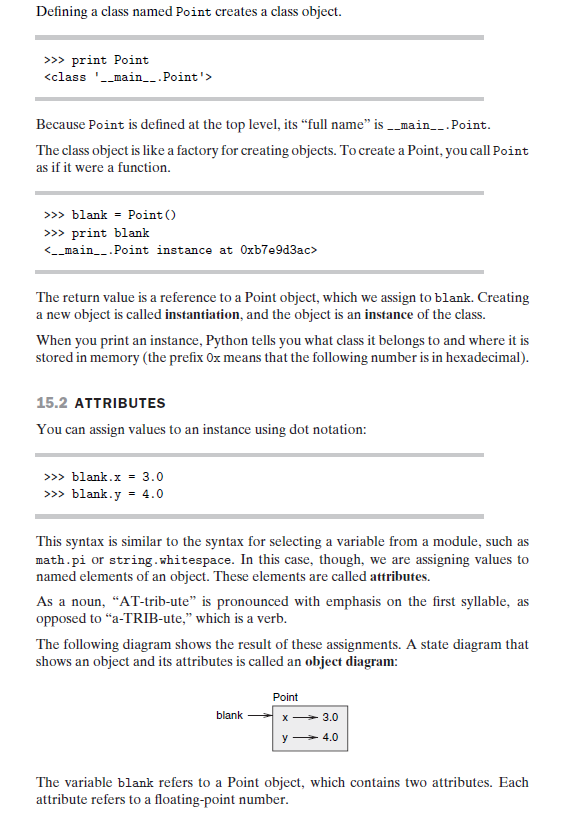 Defining a class named Point creates a class object.
>>> print Point
<class '__main__.Point'>
Because Point is defined at the top level, its “full name” is __main__.Point.
The class object is like a factory for creating objects. To create a Point, you call Point
as if it were a function.
>>> blank = Point()
>>> print blank
<__main__.Point instance at 0xb7e9d3ac>
The return value is a reference to a Point object, which we assign to blank. Creating
a new object is called instantiation, and the object is an instance of the class.
When you print an instance, Python tells you what class it belongs to and where it is
stored in memory (the prefix 0x means that the following number is in hexadecimal).
15.2 ATTRIBUTES
You can assign values to an instance using dot notation:
>>> blank.x = 3.0
>>> blank.y = 4.0
This syntax is similar to the syntax for selecting a variable from a module, such as
math.pi or string.whitespace. In this case, though, we are assigning values to
named elements of an object. These elements are called attributes.
As a noun, “AT-trib-ute” is pronounced with emphasis on the first syllable, as
opposed to “a-TRIB-ute,” which is a verb.
The following diagram shows the result of these assignments. A state diagram that
shows an object and its attributes is called an object diagram:
Point
blank x 3.0
y 4.0
The variable blank refers to a Point object, which contains two attributes. Each
attribute refers to a floating-point number.